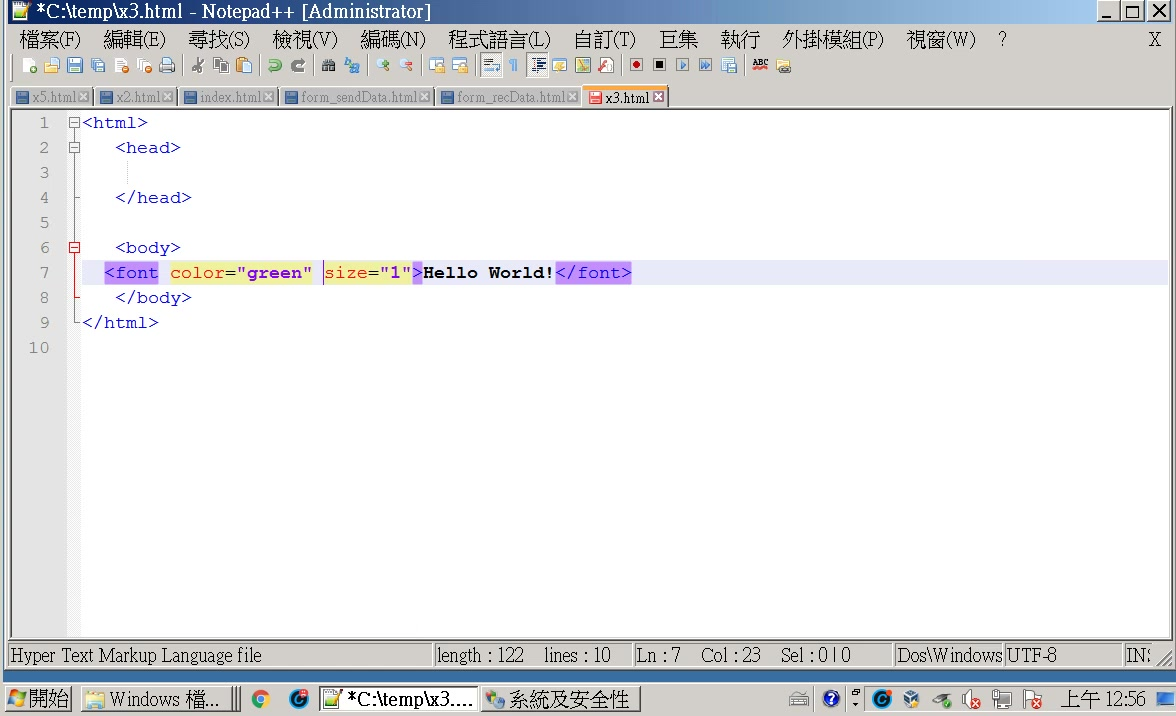 *C:\temp\x3.html - Notepad++ [Administrator]
檔案(F) 編輯(E) 尋找(S) 檢視(V) 編碼(N) 程式語言(L) 自訂(T) 巨集 執行 外掛模組(P) 視窗(W) ? X
ABC
x5.html x2.html index.html form_sendData.html form_recData.html x3.html
1 <html>
2 <head>
3
4 </head>
5
6 <body>
7 <font color="green" size="1">Hello World!</font>
8 </body>
9 </html>
10
Hyper Text Markup Language file length : 122 lines : 10 Ln : 7 Col : 23 Sel : 0 | 0 Dos\Windows UTF-8 INS
開始 Windows 檔... *C:\temp\x3.... 系統及安全性 上午 12:56